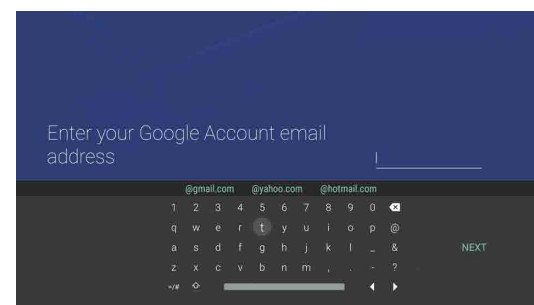 Enter your Google Account email
address
@gmail.com @yahoo.com @hotmail.com
1 2 3 4 5 6 7 8 9 0
q w e r t y u i o p @
a s d f g h j k l _ & NEXT
z x c v b n m , . - ?
=/#